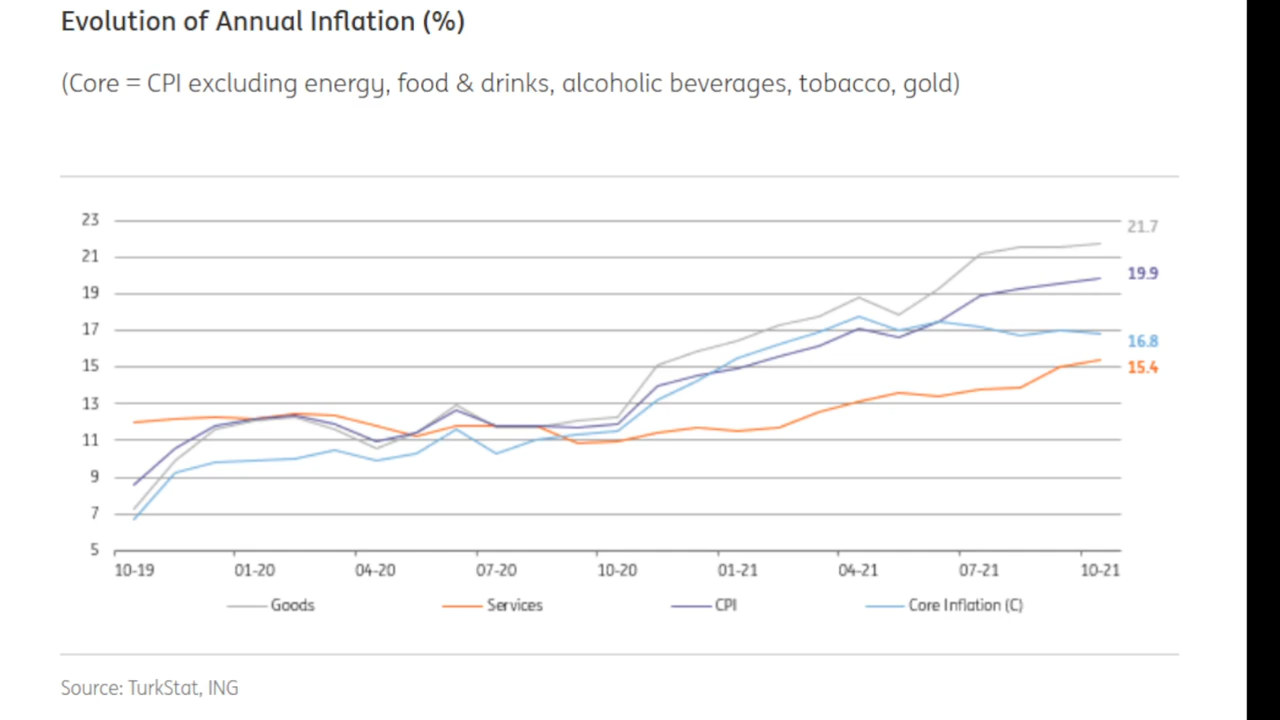 Evolution of Annual Inflation (%)
(Core = CPI excluding energy, food & drinks, alcoholic beverages, tobacco, gold)
23
21.7
21
19.9
19
17
16.8
15
15.4
13
11
9
7
5
10-19 01-20 04-20 07-20 10-20 01-21 04-21 07-21 10-21
Goods Services CPI Core Inflation (C)
Source: TurkStat, ING